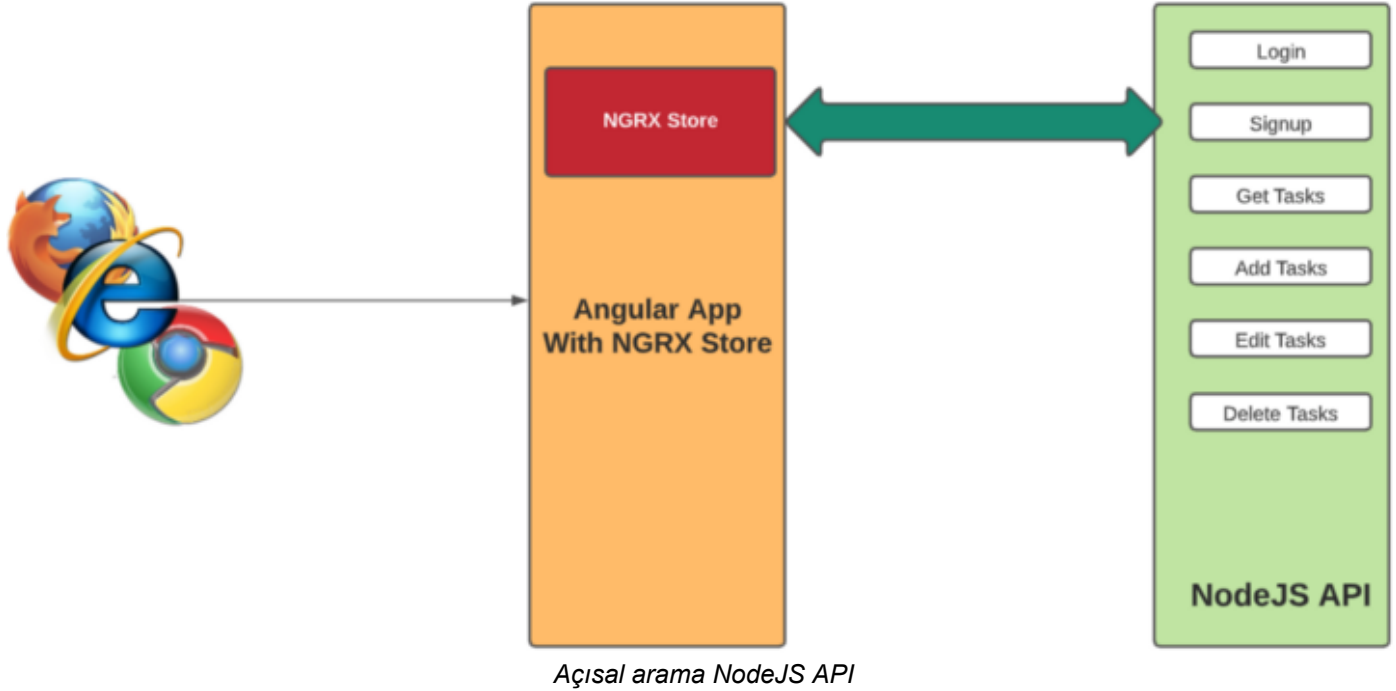 NGRX Store
Angular App
With NGRX Store
Login
Signup
Get Tasks
Add Tasks
Edit Tasks
Delete Tasks
NodeJS API
Açısal arama NodeJS API